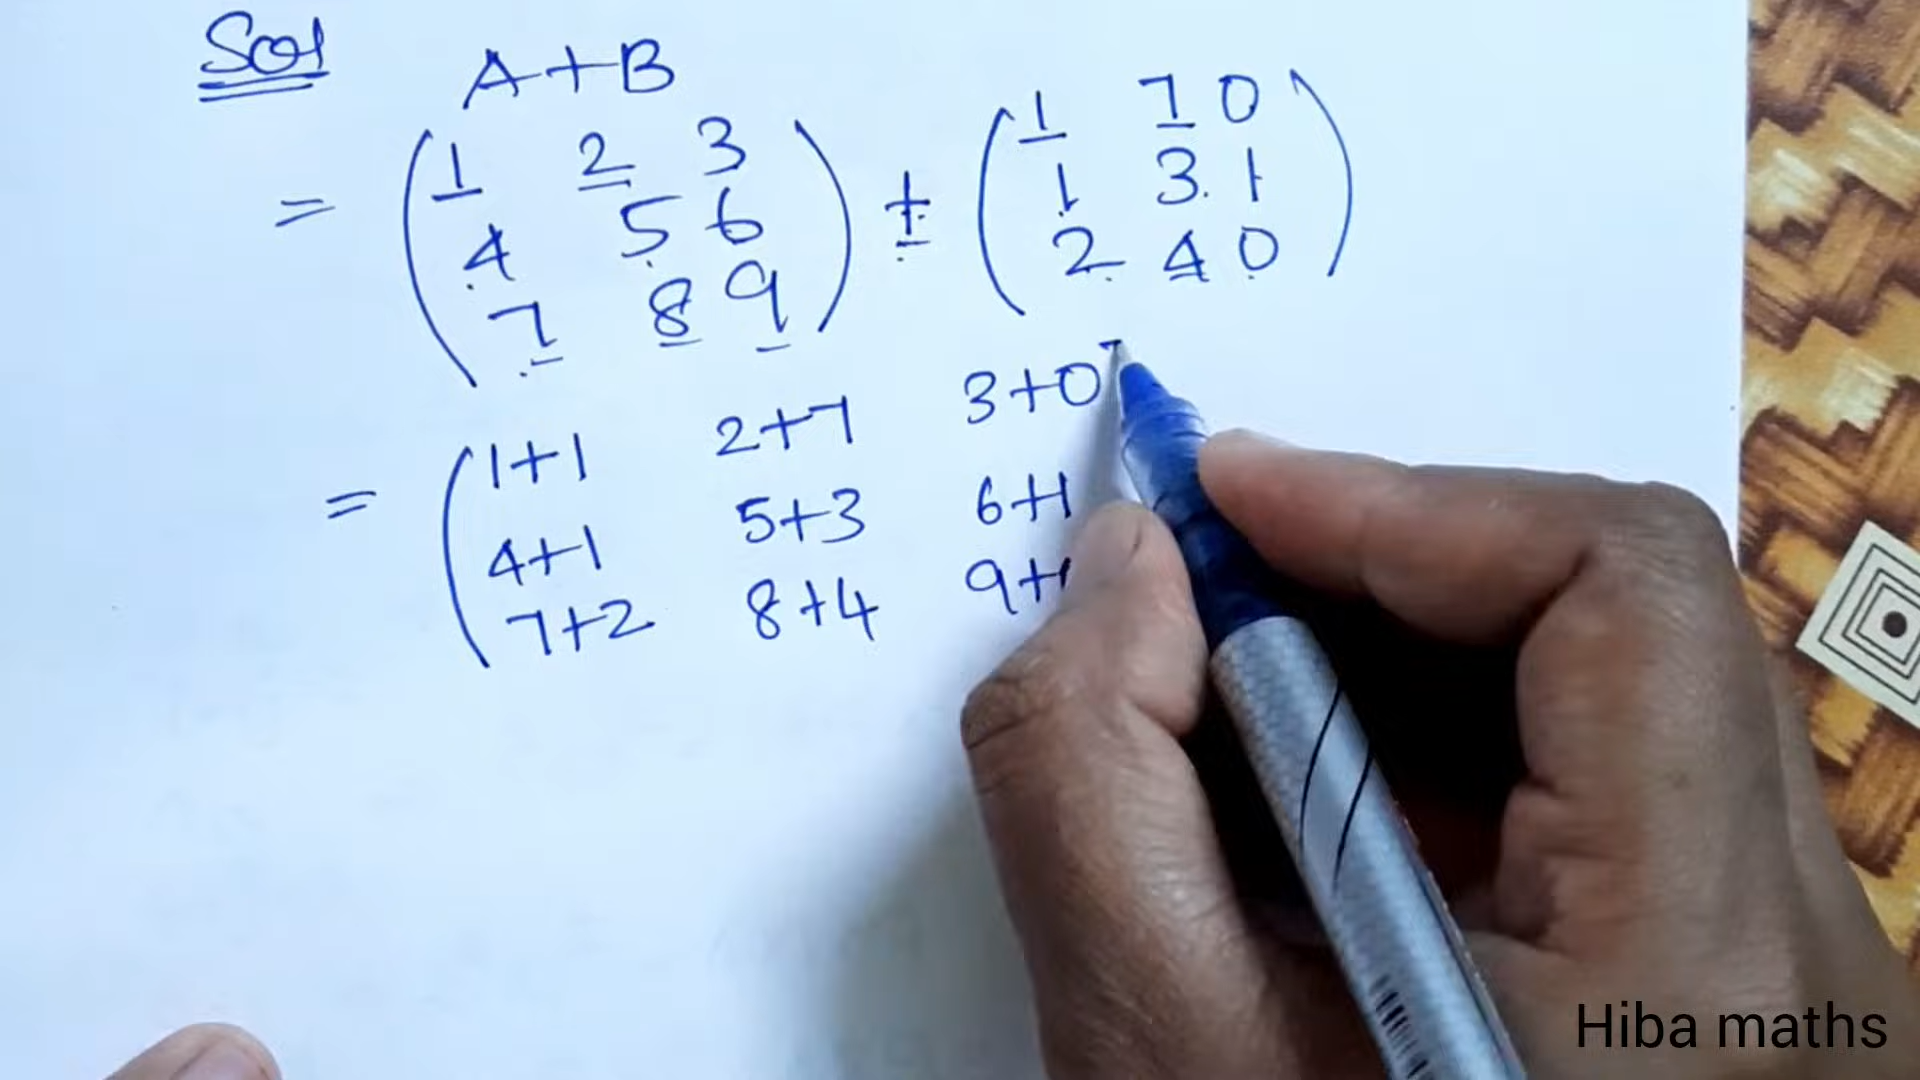 Sol A+B
= (1 2 3) + (1 7 0)
4 5 6 1 3 1
7 8 9 2 4 0
= (1+1 2+7 3+0
4+1 5+3 6+1
7+2 8+4 9+
Hiba maths